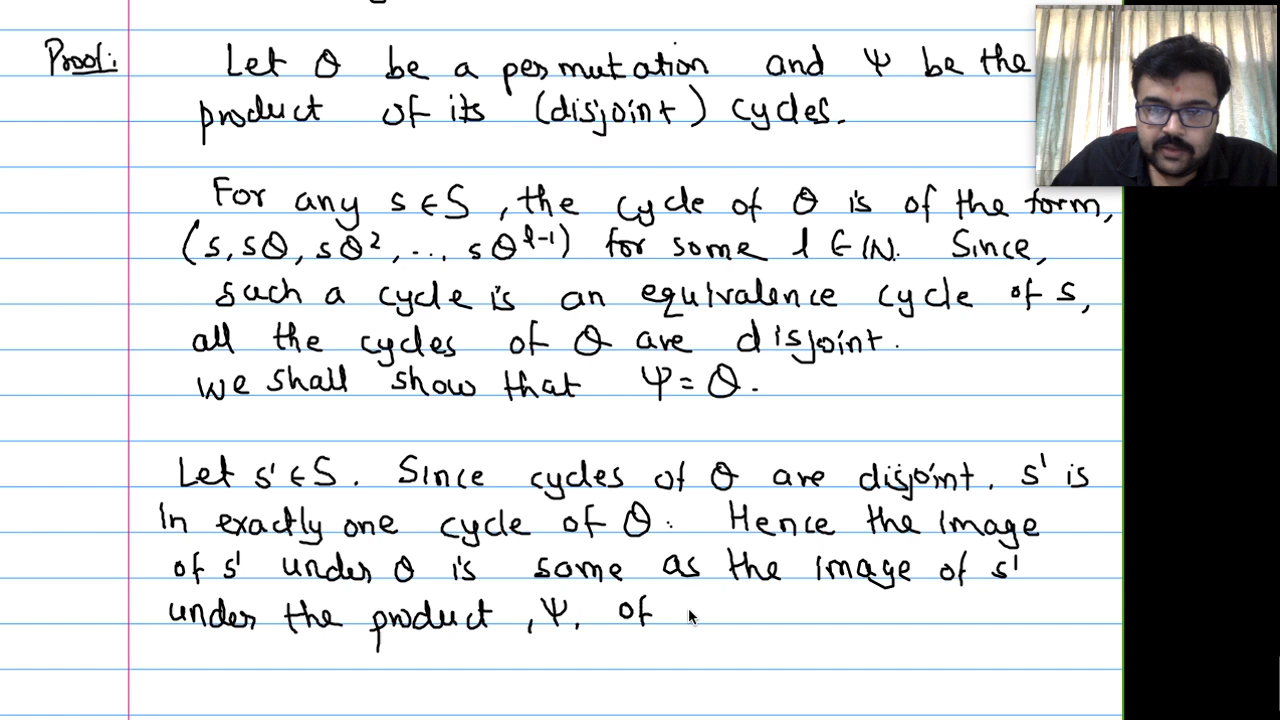 Proof: Let θ be a permutation and ψ be the
product of its (disjoint) cycles.
For any s ∈ S, the cycle of θ is of the form,
(s, sθ, sθ², ..., sθˡ⁻¹) for some l ∈ ℕ. Since,
such a cycle is an equivalence cycle of s,
all the cycles of θ are disjoint.
we shall show that ψ = θ.
Let s' ∈ S. Since cycles of θ are disjoint, s' is
in exactly one cycle of θ. Hence the image
of s' under θ is some as the image of s'
under the product, ψ, of